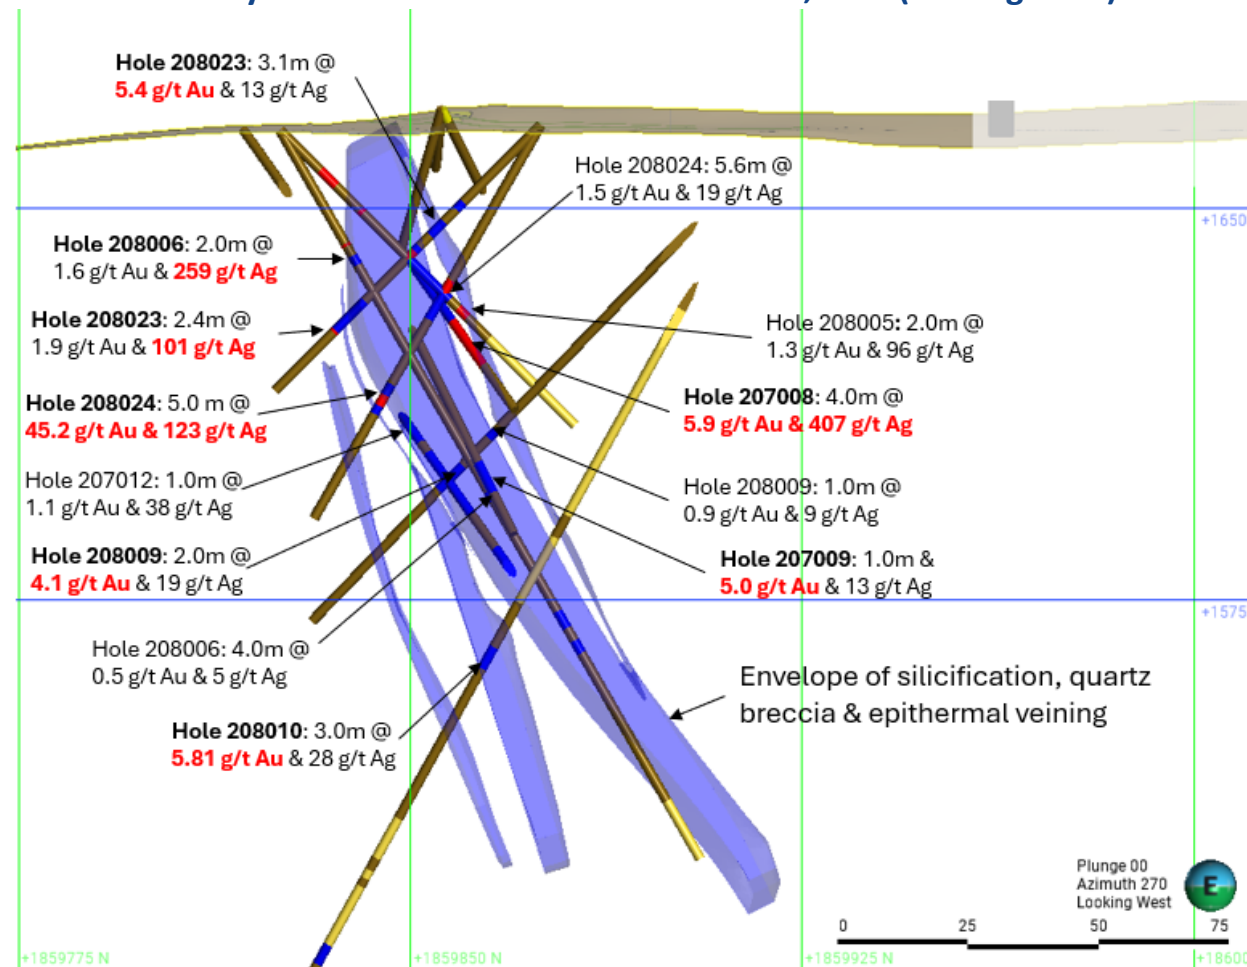 Hole 208023: 3.1m @
5.4 g/t Au & 13 g/t Ag
Hole 208024: 5.6m @
1.5 g/t Au & 19 g/t Ag
+1650
Hole 208006: 2.0m @
1.6 g/t Au & 259 g/t Ag
Hole 208023: 2.4m @
1.9 g/t Au & 101 g/t Ag
Hole 208005: 2.0m @
1.3 g/t Au & 96 g/t Ag
Hole 208024: 5.0 m @
45.2 g/t Au & 123 g/t Ag
Hole 207008: 4.0m @
5.9 g/t Au & 407 g/t Ag
Hole 207012: 1.0m @
1.1 g/t Au & 38 g/t Ag
Hole 208009: 1.0m @
0.9 g/t Au & 9 g/t Ag
Hole 208009: 2.0m @
4.1 g/t Au & 19 g/t Ag
Hole 207009: 1.0m &
5.0 g/t Au & 13 g/t Ag
+1575
Hole 208006: 4.0m @
0.5 g/t Au & 5 g/t Ag
Envelope of silicification, quartz
breccia & epithermal veining
Hole 208010: 3.0m @
5.81 g/t Au & 28 g/t Ag
Plunge 00
Azimuth 270
Looking West
E
0 25 50 75
+1859775 N
+1859850 N
+1859925 N
+18600